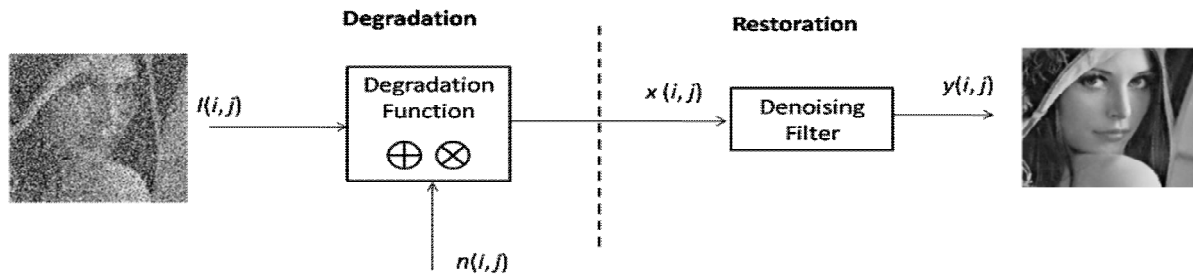 Degradation
Restoration
I(i,j)
Degradation
Function
x (i,j)
Denoising
Filter
y(i,j)
n(i,j)